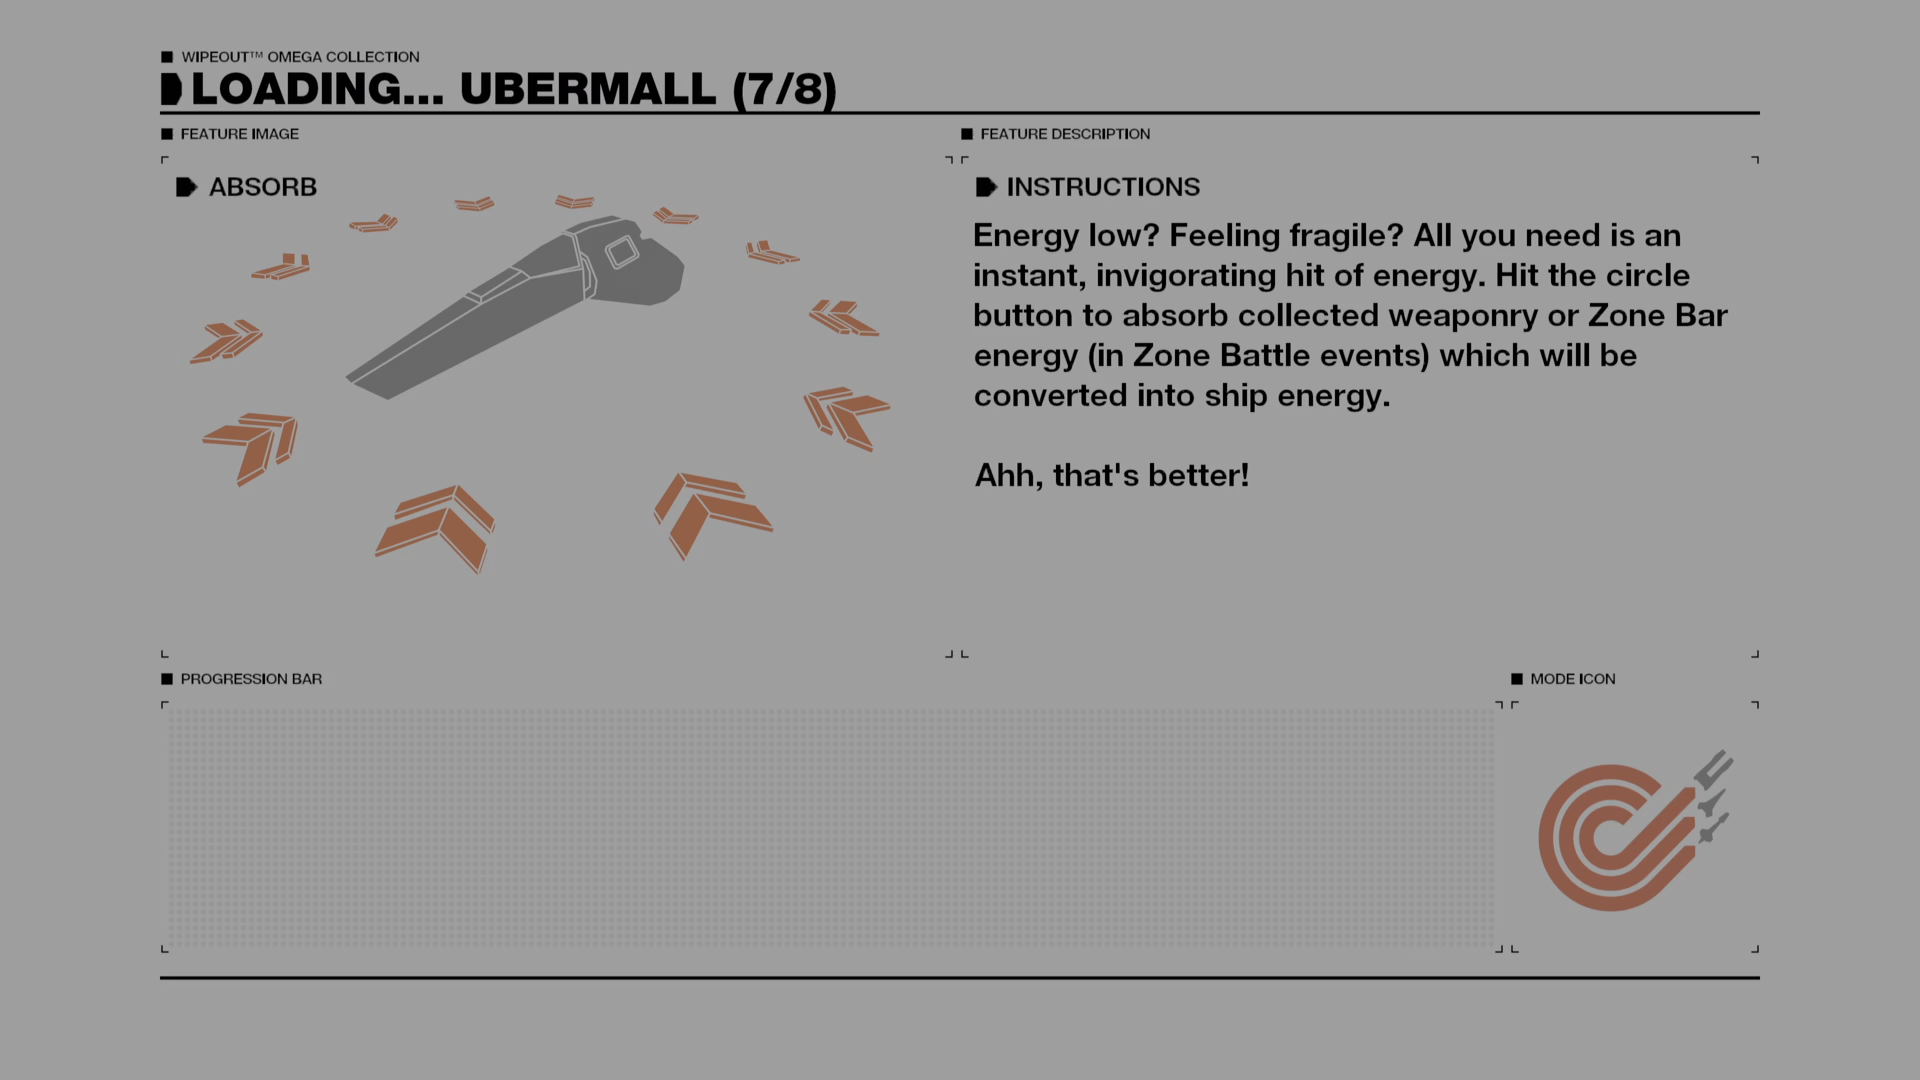 WIPEOUT™ OMEGA COLLECTION
LOADING... UBERMALL (7/8)
FEATURE IMAGE
ABSORB
FEATURE DESCRIPTION
INSTRUCTIONS
Energy low? Feeling fragile? All you need is an
instant, invigorating hit of energy. Hit the circle
button to absorb collected weaponry or Zone Bar
energy (in Zone Battle events) which will be
converted into ship energy.
Ahh, that's better!
PROGRESSION BAR
MODE ICON